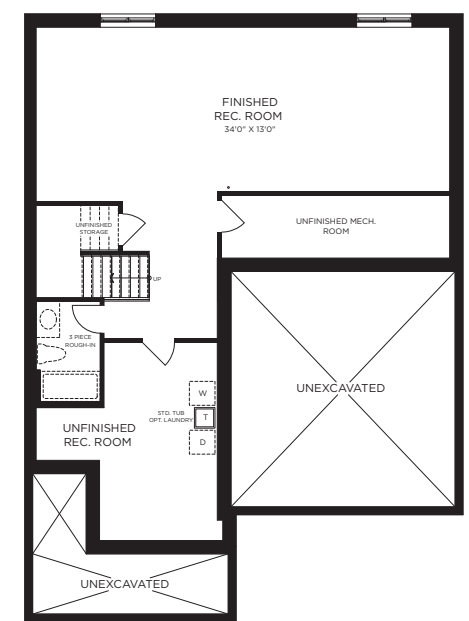 FINISHED
REC. ROOM
34'0" X 13'0"
UNFINISHED
STORAGE
UNFINISHED MECH.
ROOM
UP
3 PIECE
ROUGH-IN
UNEXCAVATED
W
STD. TUB
OPT. LAUNDRY
T
D
UNFINISHED
REC. ROOM
UNEXCAVATED